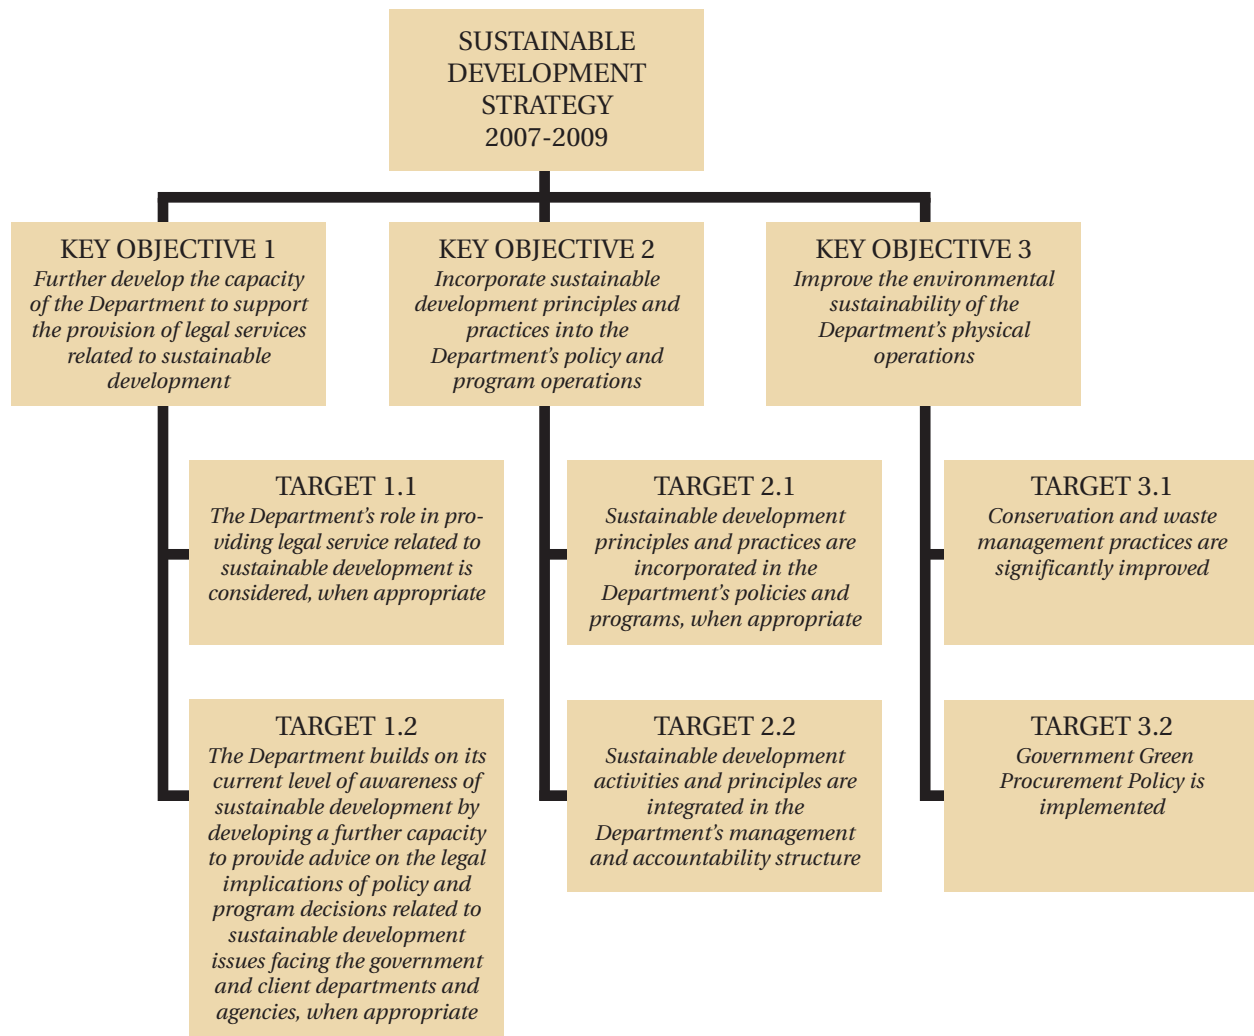 SUSTAINABLE
DEVELOPMENT
STRATEGY
2007-2009
KEY OBJECTIVE 1
Further develop the capacity
of the Department to support
the provision of legal services
related to sustainable
development
KEY OBJECTIVE 2
Incorporate sustainable
development principles and
practices into the
Department’s policy and
program operations
KEY OBJECTIVE 3
Improve the environmental
sustainability of the
Department’s physical
operations
TARGET 1.1
The Department’s role in pro-
viding legal service related to
sustainable development is
considered, when appropriate
TARGET 2.1
Sustainable development
principles and practices are
incorporated in the
Department’s policies and
programs, when appropriate
TARGET 3.1
Conservation and waste
management practices are
significantly improved
TARGET 1.2
The Department builds on its
current level of awareness of
sustainable development by
developing a further capacity
to provide advice on the legal
implications of policy and
program decisions related to
sustainable development
issues facing the government
and client departments and
agencies, when appropriate
TARGET 2.2
Sustainable development
activities and principles are
integrated in the
Department’s management
and accountability structure
TARGET 3.2
Government Green
Procurement Policy is
implemented